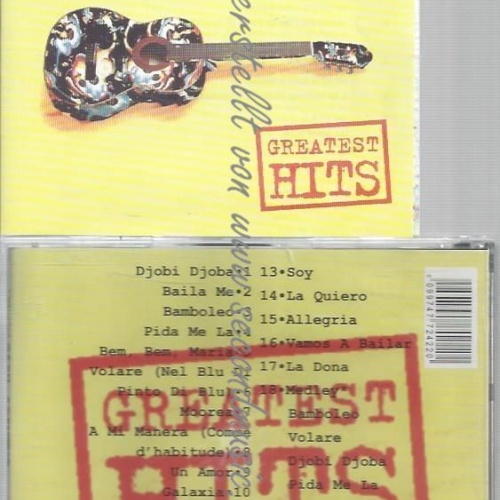 GREATEST
HITS
Djobi Djoba•1
Baila Me•2
Bamboleo•3
Pida Me La•4
Bem, Bem, Maria
Volare (Nel Blu Di
Pinto Di Blu)•6
Moorea•7
A Mi Manera (Comme
d'habitude)•8
Un Amor•9
Galaxia•10
13•Soy
14•La Quiero
15•Allegria
16•Vamos A Bailar
17•La Dona
18•Medley*
Bamboleo
Volare
Djobi Djoba
Pida Me La
GREATEST
HITS